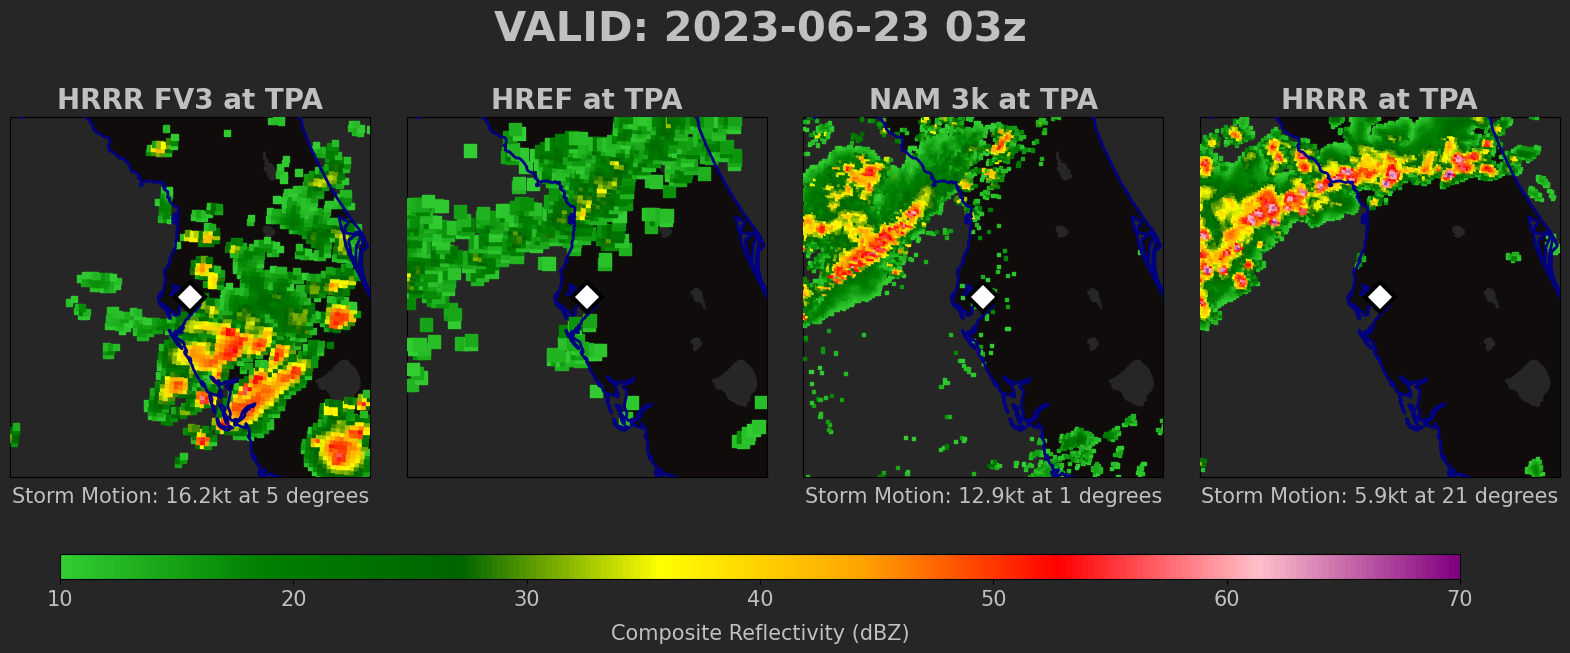 VALID: 2023-06-23 03z
HRRR FV3 at TPA
HREF at TPA
NAM 3k at TPA
HRRR at TPA
Storm Motion: 16.2kt at 5 degrees
Storm Motion: 12.9kt at 1 degrees
Storm Motion: 5.9kt at 21 degrees
10 20 30 40 50 60 70
Composite Reflectivity (dBZ)